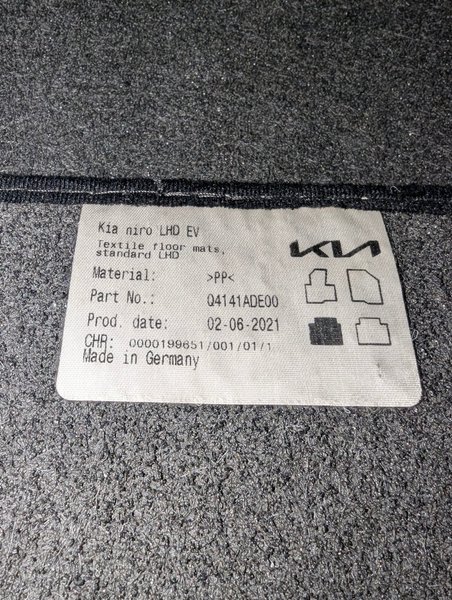 Kia niro LHD EV
Textile floor mats,
standard LHD
KIA
Material: >PP<
Part No.: Q4141ADE00
Prod. date: 02-06-2021
CHR: 0000199651/001/01/1
Made in Germany